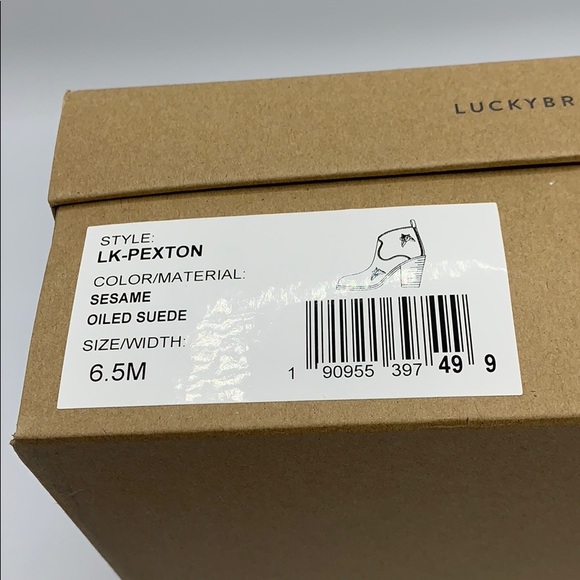 LUCKYBR
STYLE:
LK-PEXTON
COLOR/MATERIAL:
SESAME
OILED SUEDE
SIZE/WIDTH:
6.5M
1 90955 397 49 9